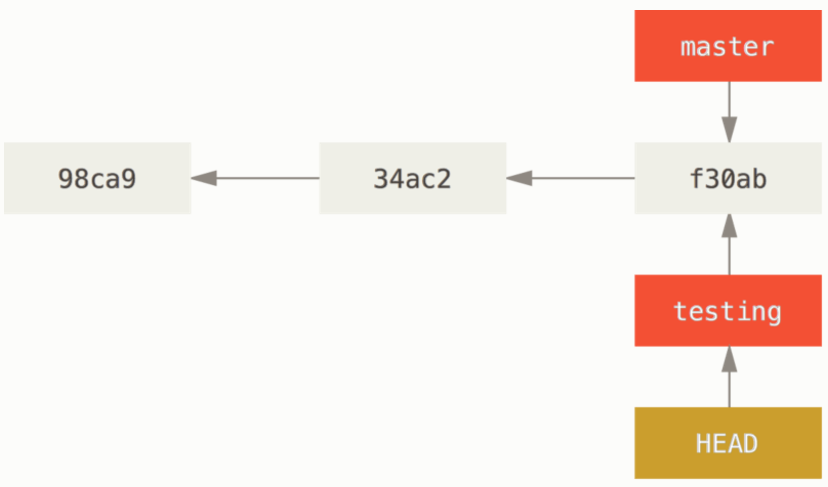 master
98ca9
34ac2
f30ab
testing
HEAD